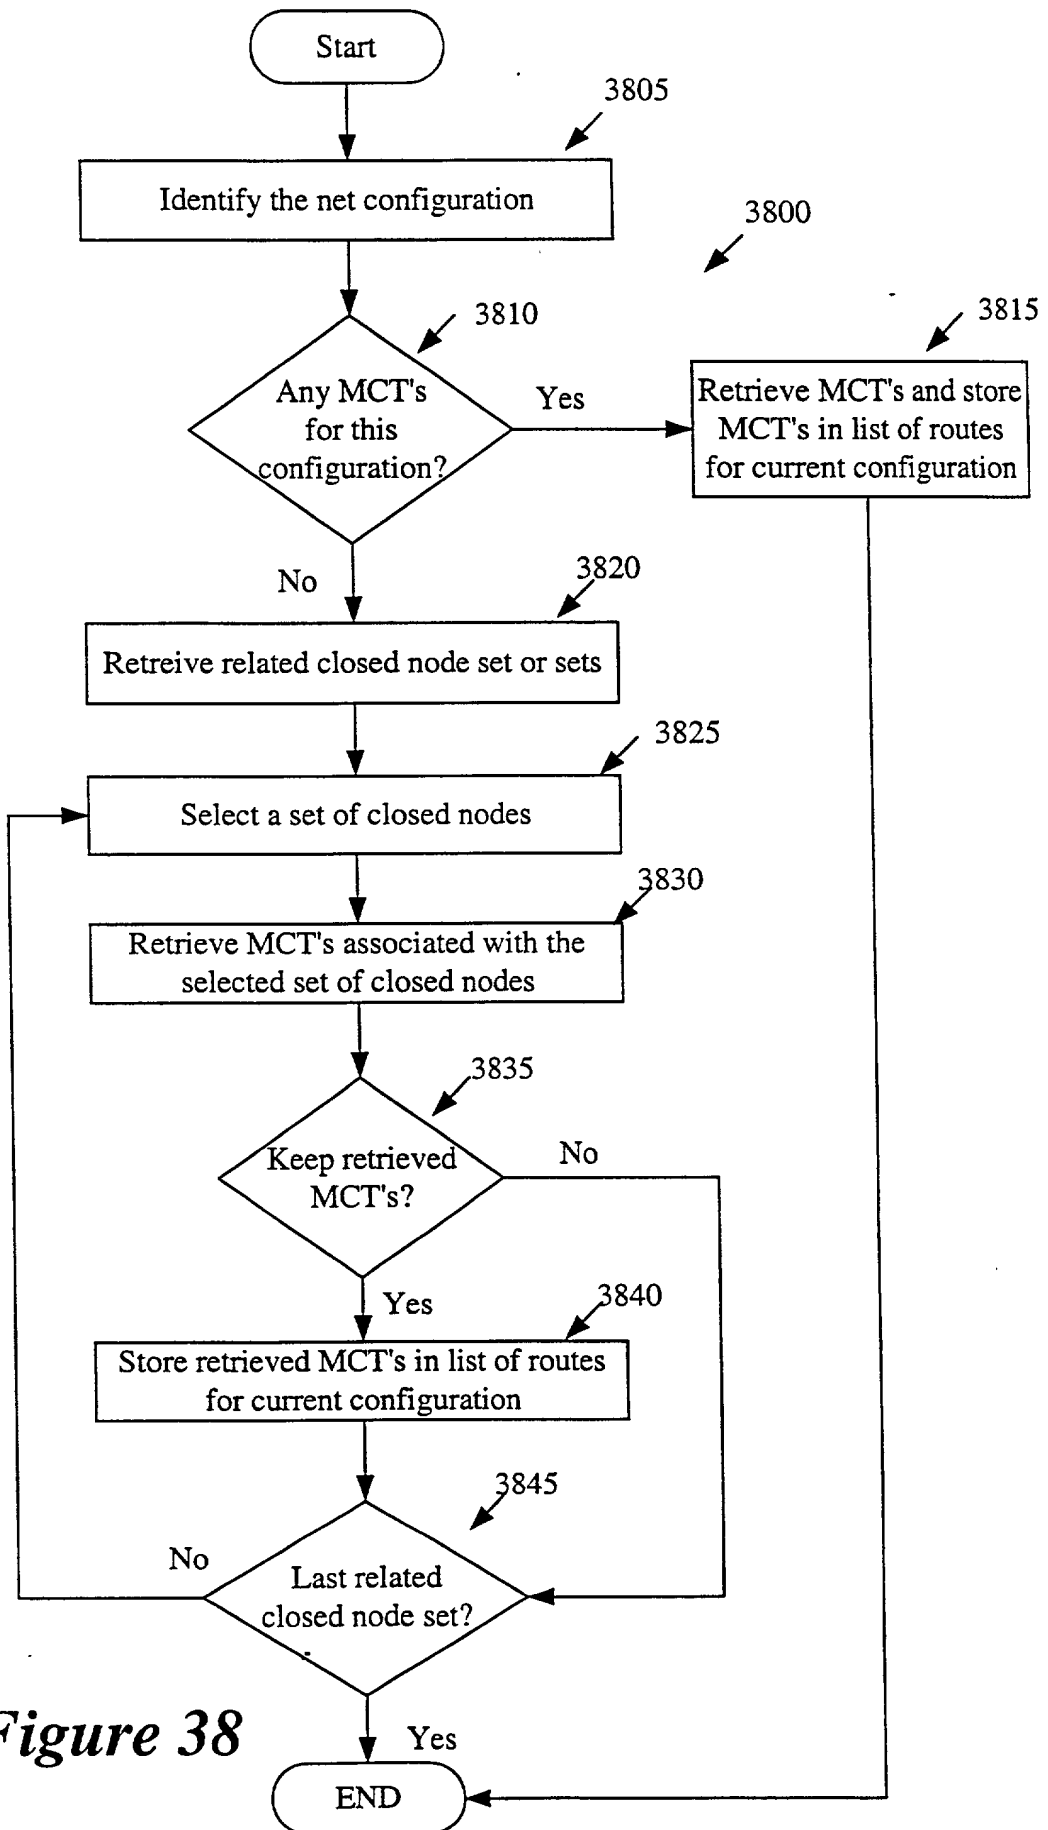 Start
3805
Identify the net configuration
3800
3810
3815
Any MCT's
for this
configuration?
Yes
Retrieve MCT's and store
MCT's in list of routes
for current configuration
No
3820
Retreive related closed node set or sets
3825
Select a set of closed nodes
3830
Retrieve MCT's associated with the
selected set of closed nodes
3835
Keep retrieved
MCT's?
No
Yes
3840
Store retrieved MCT's in list of routes
for current configuration
3845
No
Last related
closed node set?
Figure 38
Yes
END